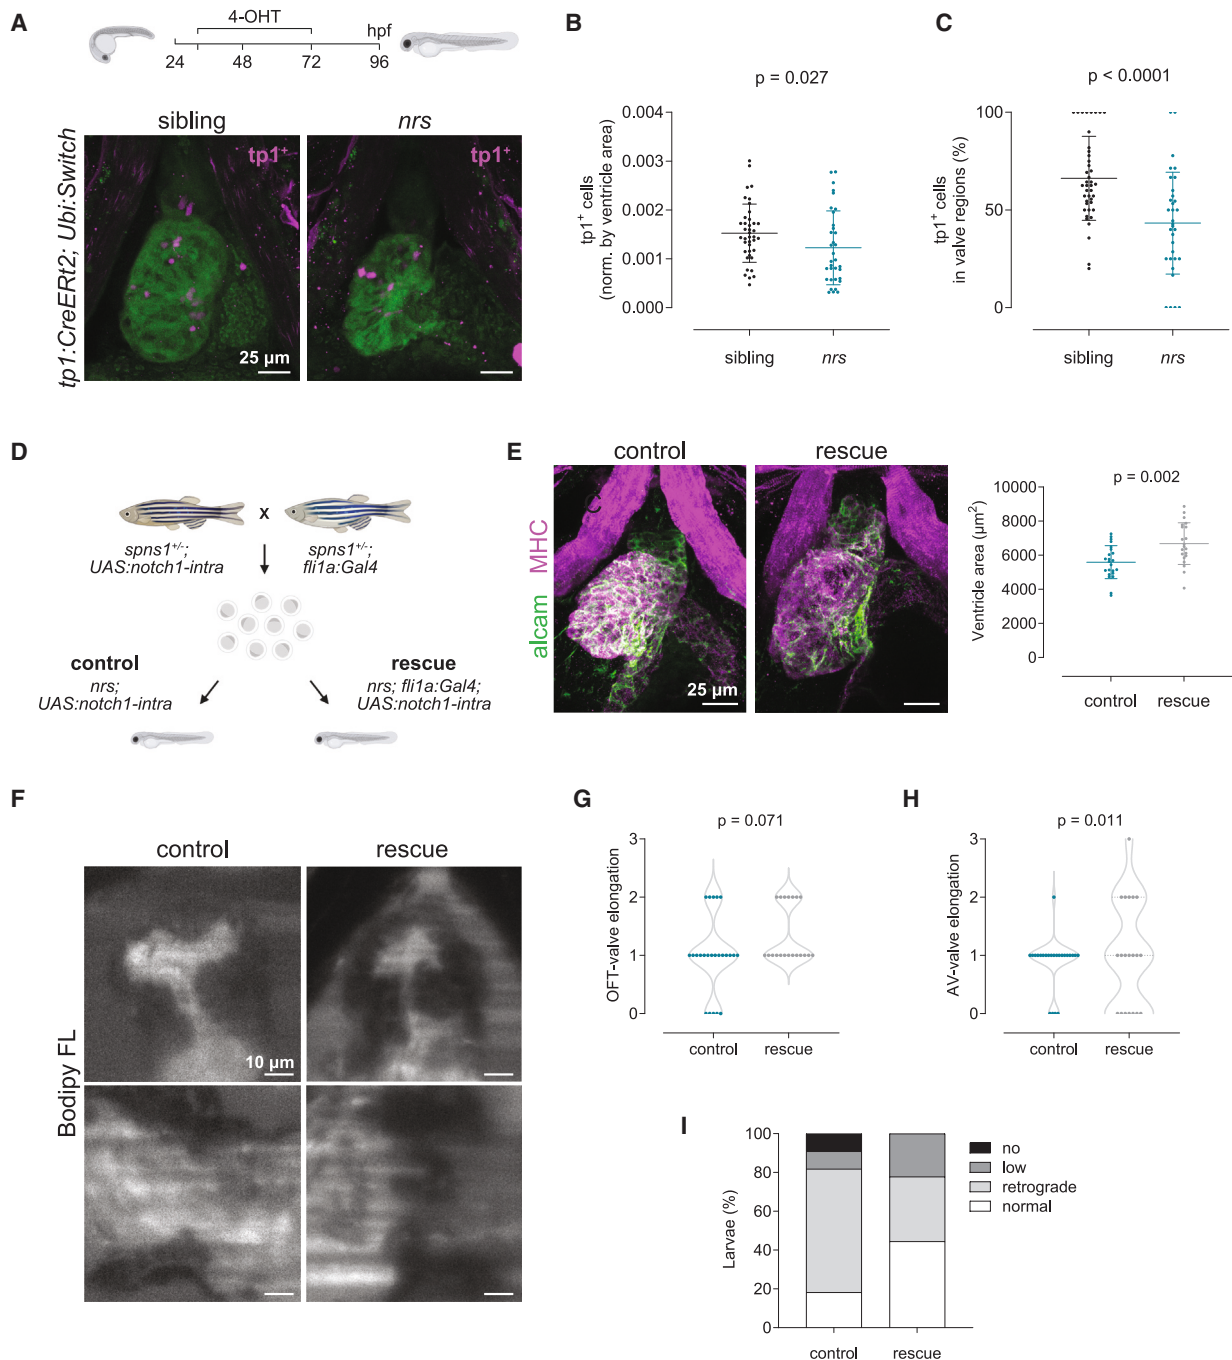 A
4-OHT
hpf
24
48
72
96
sibling
nrs
tp1:CreERt2; Ubi:Switch
tp1+
tp1+
25 µm
B
p = 0.027
tp1+ cells
(norm. by ventricle area)
0.004
0.003
0.002
0.001
0.000
sibling
nrs
C
p < 0.0001
tp1+ cells
in valve regions (%)
100
50
0
sibling
nrs
D
x
spns1+/-;
UAS:notch1-intra
spns1+/-;
fli1a:Gal4
control
nrs;
UAS:notch1-intra
rescue
nrs; fli1a:Gal4;
UAS:notch1-intra
E
control
rescue
alcam MHC
C
25 µm
p = 0.002
Ventricle area (µm²)
10000
8000
6000
4000
2000
0
control
rescue
F
control
rescue
Bodipy FL
10 µm
G
p = 0.071
OFT-valve elongation
3
2
1
0
control
rescue
H
p = 0.011
AV-valve elongation
3
2
1
0
control
rescue
I
Larvae (%)
100
80
60
40
20
0
control
rescue
no
low
retrograde
normal